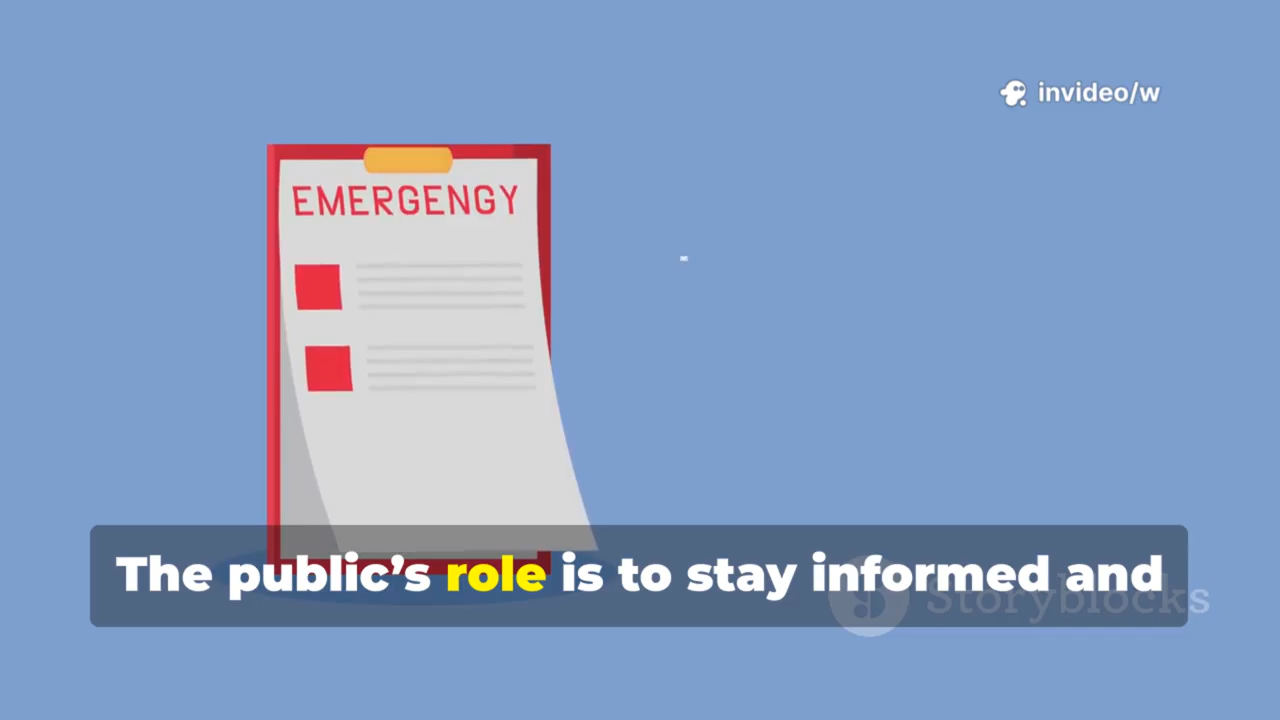 invideo/w
EMERGENGY
The public’s role is to stay informed and
Storyblocks